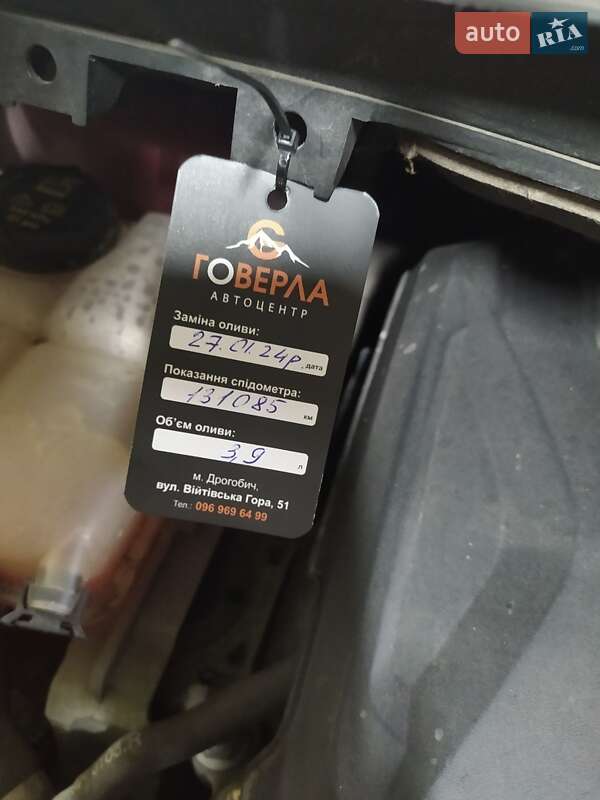 auto RIA .com
ГОВЕРЛА
АВТОЦЕНТР
Заміна оливи:
27.01.24р. дата
Показання спідометра:
131085 км
Об'єм оливи:
3,9 л
м. Дрогобич,
вул. Війтівська Гора, 51
Тел.: 096 969 64 99